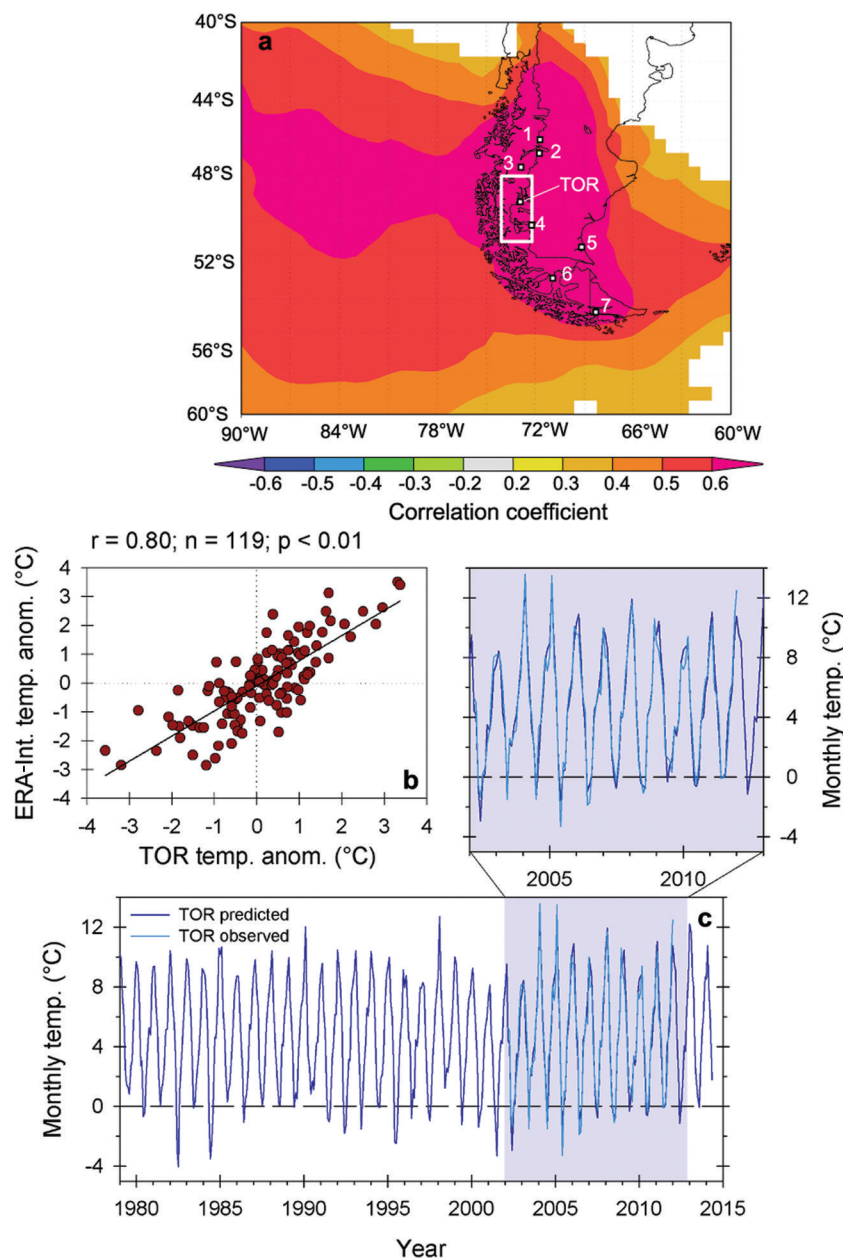 40°S
a
44°S
48°S
52°S
56°S
60°S
1
2
3
TOR
4
5
6
7
90°W 84°W 78°W 72°W 66°W 60°W
-0.6 -0.5 -0.4 -0.3 -0.2 0.2 0.3 0.4 0.5 0.6
Correlation coefficient
r = 0.80; n = 119; p < 0.01
ERA-Int. temp. anom. (°C)
4
3
2
1
0
-1
-2
-3
-4
b
-4 -3 -2 -1 0 1 2 3 4
TOR temp. anom. (°C)
12
8
4
0
-4
Monthly temp. (°C)
2005 2010
c
TOR predicted
TOR observed
Monthly temp. (°C)
12
8
4
0
-4
1980 1985 1990 1995 2000 2005 2010 2015
Year